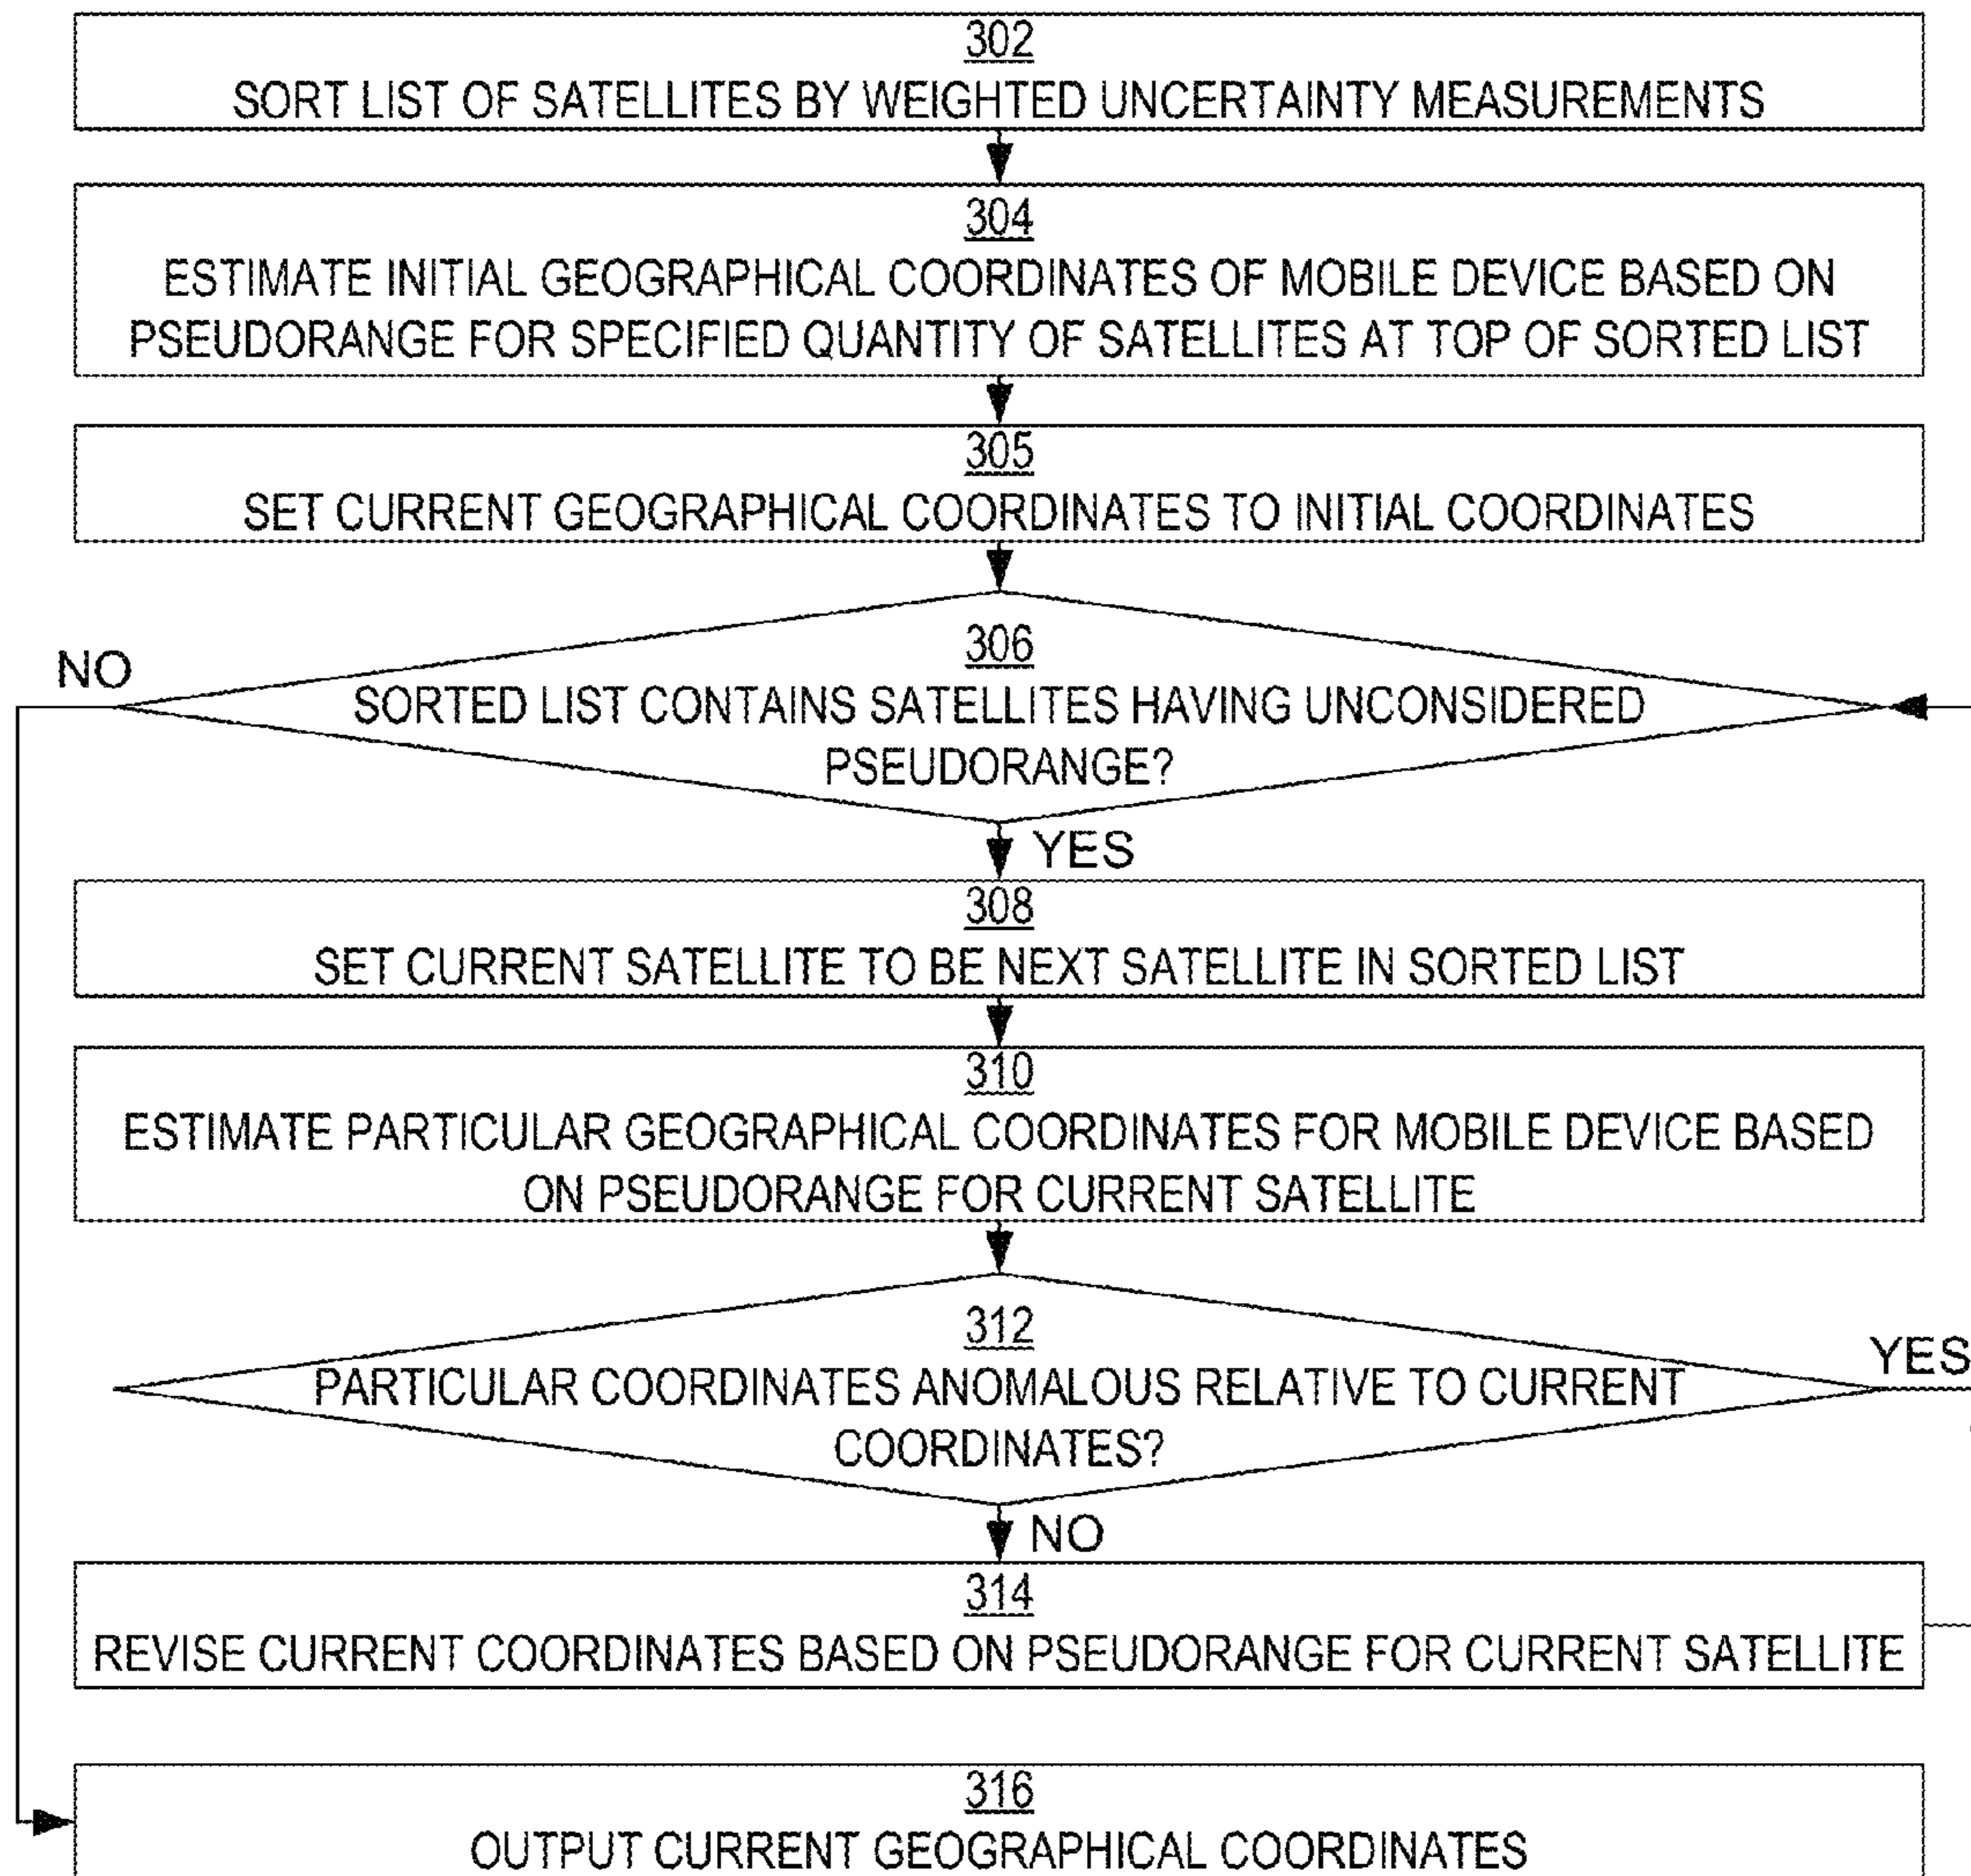 302
SORT LIST OF SATELLITES BY WEIGHTED UNCERTAINTY MEASUREMENTS
304
ESTIMATE INITIAL GEOGRAPHICAL COORDINATES OF MOBILE DEVICE BASED ON
PSEUDORANGE FOR SPECIFIED QUANTITY OF SATELLITES AT TOP OF SORTED LIST
305
SET CURRENT GEOGRAPHICAL COORDINATES TO INITIAL COORDINATES
NO
306
SORTED LIST CONTAINS SATELLITES HAVING UNCONSIDERED
PSEUDORANGE?
YES
308
SET CURRENT SATELLITE TO BE NEXT SATELLITE IN SORTED LIST
310
ESTIMATE PARTICULAR GEOGRAPHICAL COORDINATES FOR MOBILE DEVICE BASED
ON PSEUDORANGE FOR CURRENT SATELLITE
312
YES
PARTICULAR COORDINATES ANOMALOUS RELATIVE TO CURRENT
COORDINATES?
NO
314
REVISE CURRENT COORDINATES BASED ON PSEUDORANGE FOR CURRENT SATELLITE
316
OUTPUT CURRENT GEOGRAPHICAL COORDINATES